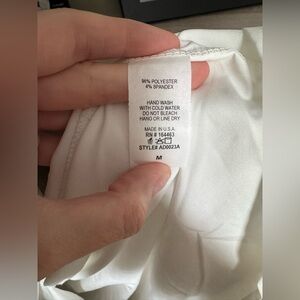 96% POLYESTER
4% SPANDEX
HAND WASH
WITH COLD WATER
DO NOT BLEACH
HANG OR LINE DRY
MADE IN U.S.A
RN # 164463
STYLE# AD0023A
M